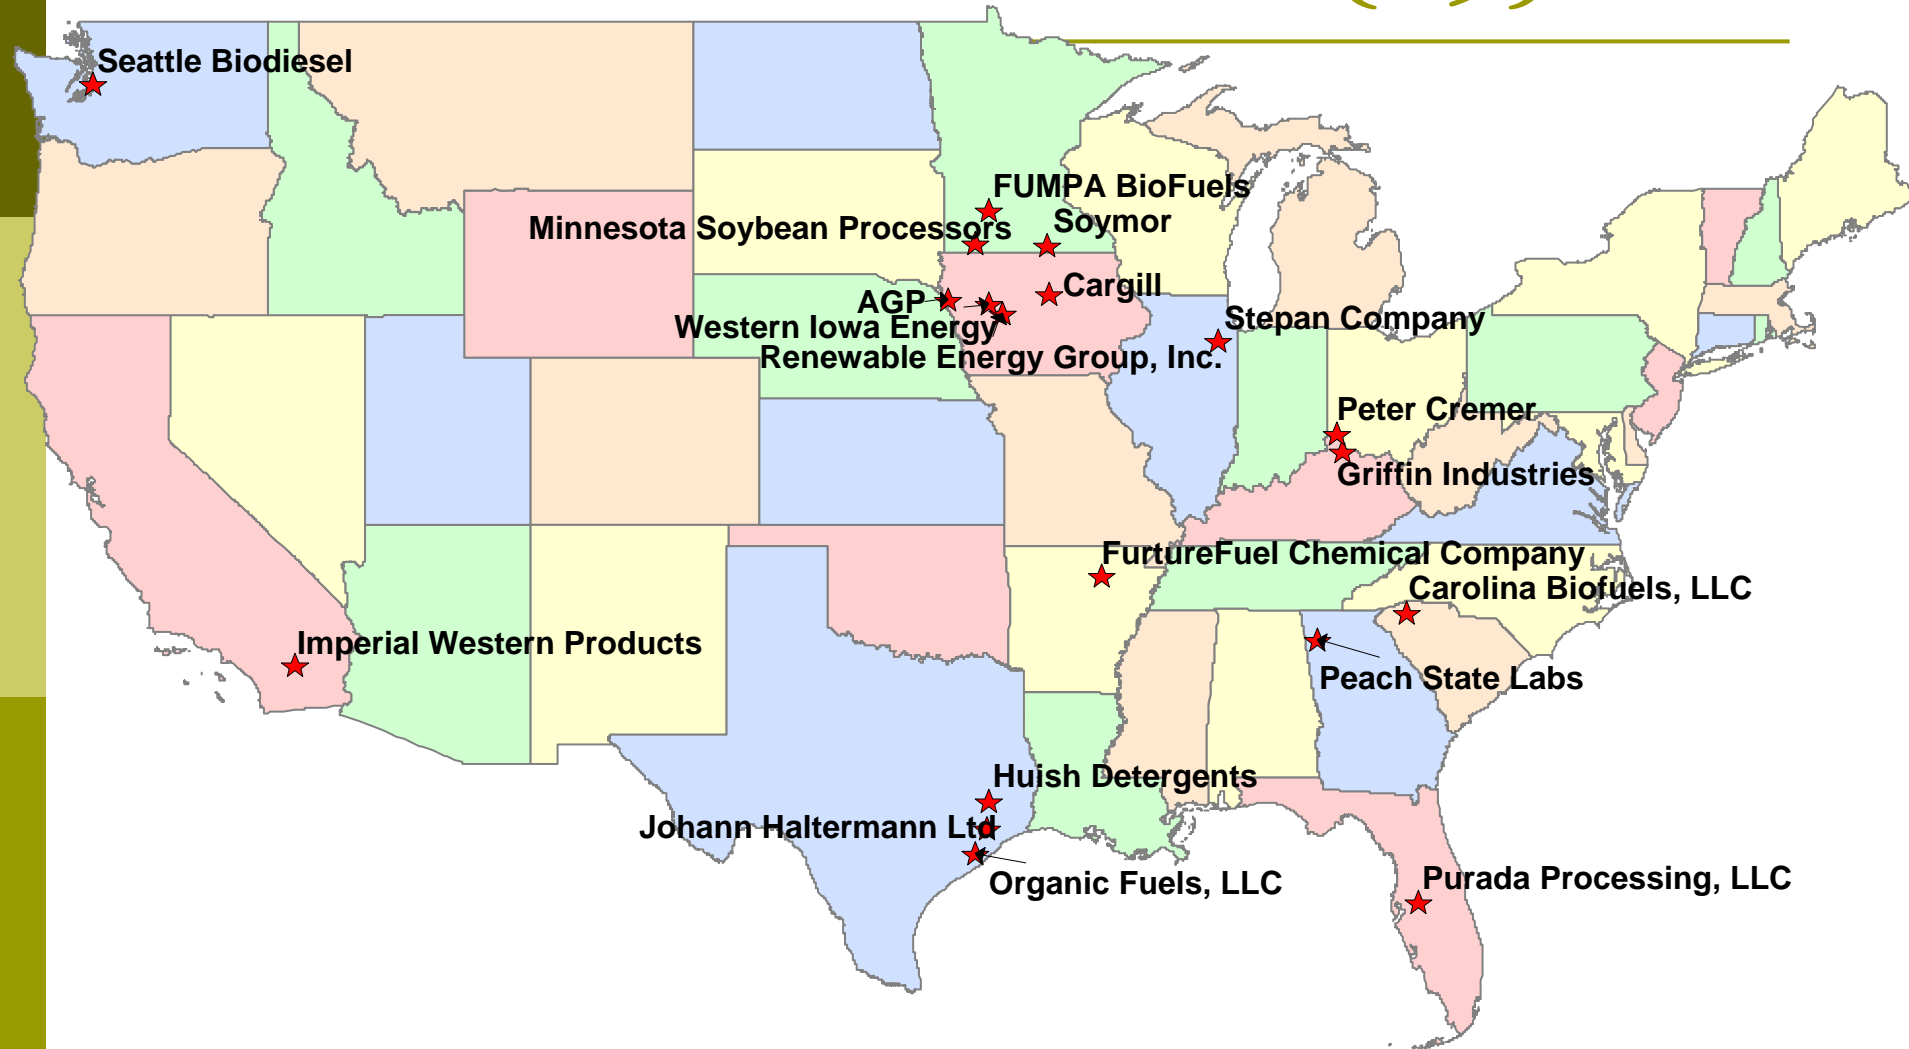 Seattle Biodiesel
FUMPA BioFuels
Soymor
Minnesota Soybean Processors
Cargill
AGP
Stepan Company
Western Iowa Energy
Renewable Energy Group, Inc.
Peter Cremer
Griffin Industries
FurtureFuel Chemical Company
Carolina Biofuels, LLC
Imperial Western Products
Peach State Labs
Huish Detergents
Johann Haltermann Ltd
Organic Fuels, LLC
Purada Processing, LLC